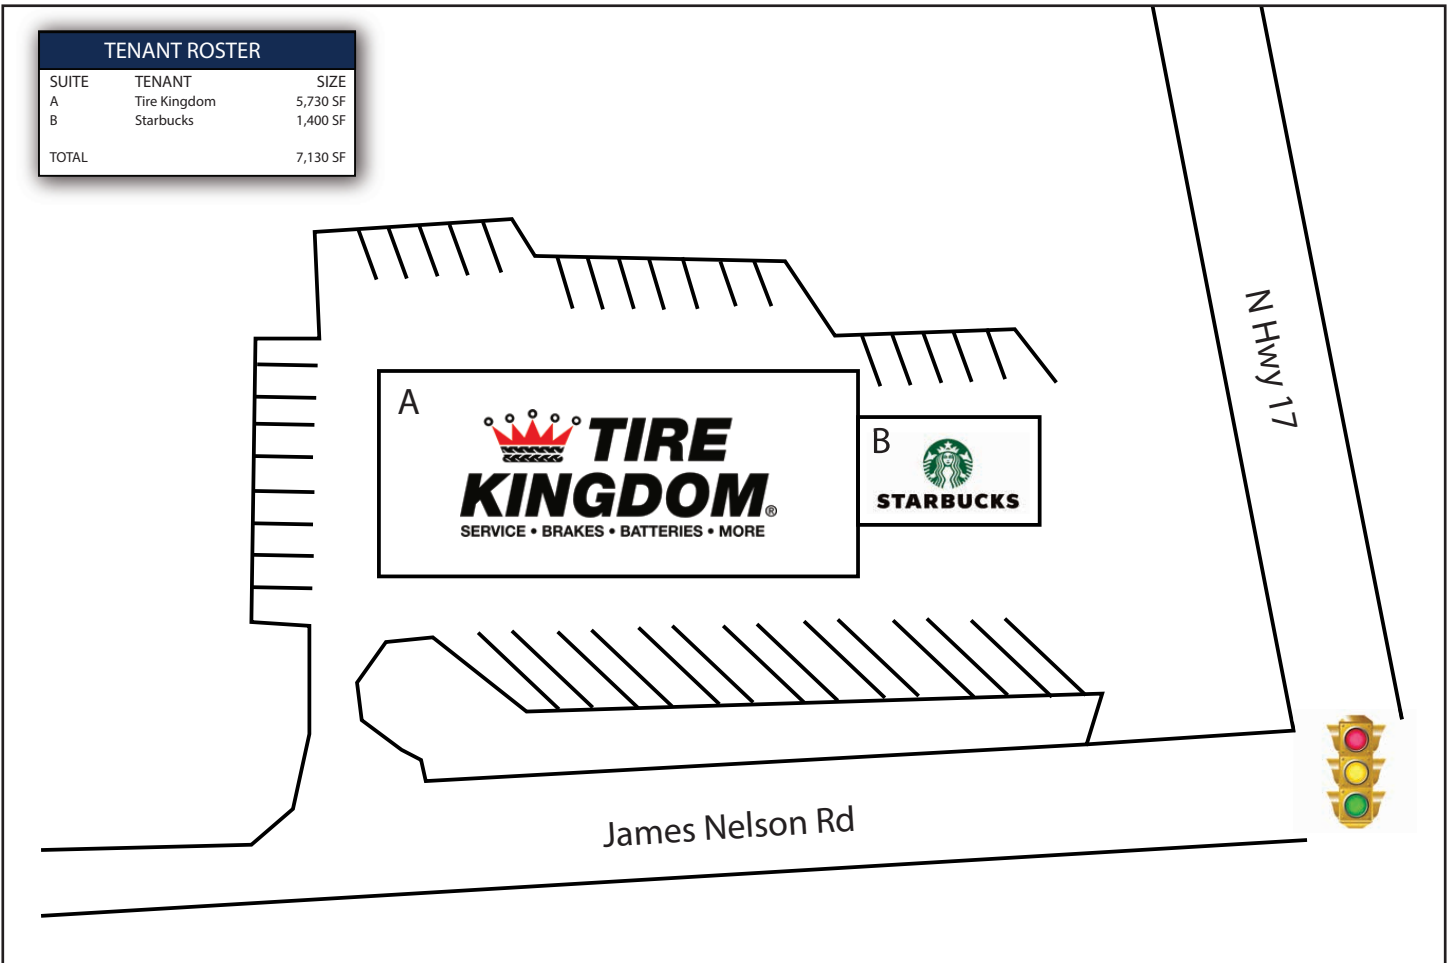 TENANT ROSTER
SUITE TENANT SIZE
A Tire Kingdom 5,730 SF
B Starbucks 1,400 SF
TOTAL 7,130 SF
N Hwy 17
A
TIRE
KINGDOM®
SERVICE • BRAKES • BATTERIES • MORE
B
STARBUCKS
James Nelson Rd